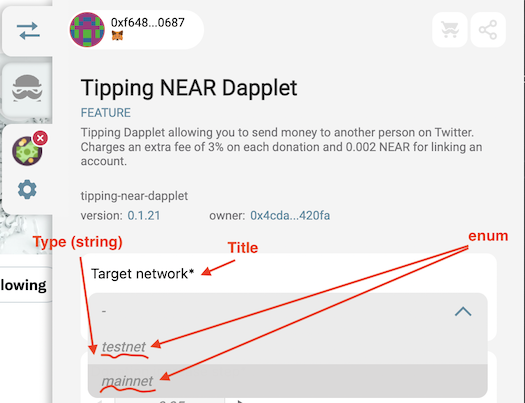 0xf648...0687
Tipping NEAR Dapplet
FEATURE
Tipping Dapplet allowing you to send money to another person on Twitter.
Charges an extra fee of 3% on each donation and 0.002 NEAR for linking an
account.
tipping-near-dapplet
version: 0.1.21 owner: 0x4cda...420fa
Type (string)
Title
enum
lowing
Target network*
-
testnet
mainnet